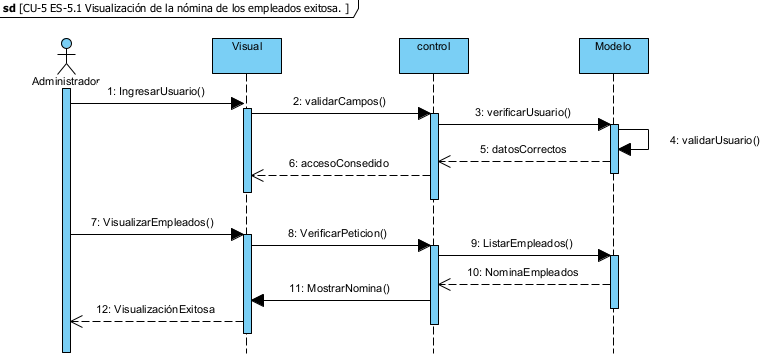 sd [CU-5 ES-5.1 Visualización de la nómina de los empleados exitosa. ]
Visual
control
Modelo
Administrador
1: IngresarUsuario()
2: validarCampos()
3: verificarUsuario()
4: validarUsuario()
5: datosCorrectos
6: accesoConsedido
7: VisualizarEmpleados()
8: VerificarPeticion()
9: ListarEmpleados()
10: NominaEmpleados
11: MostrarNomina()
12: VisualizaciónExitosa